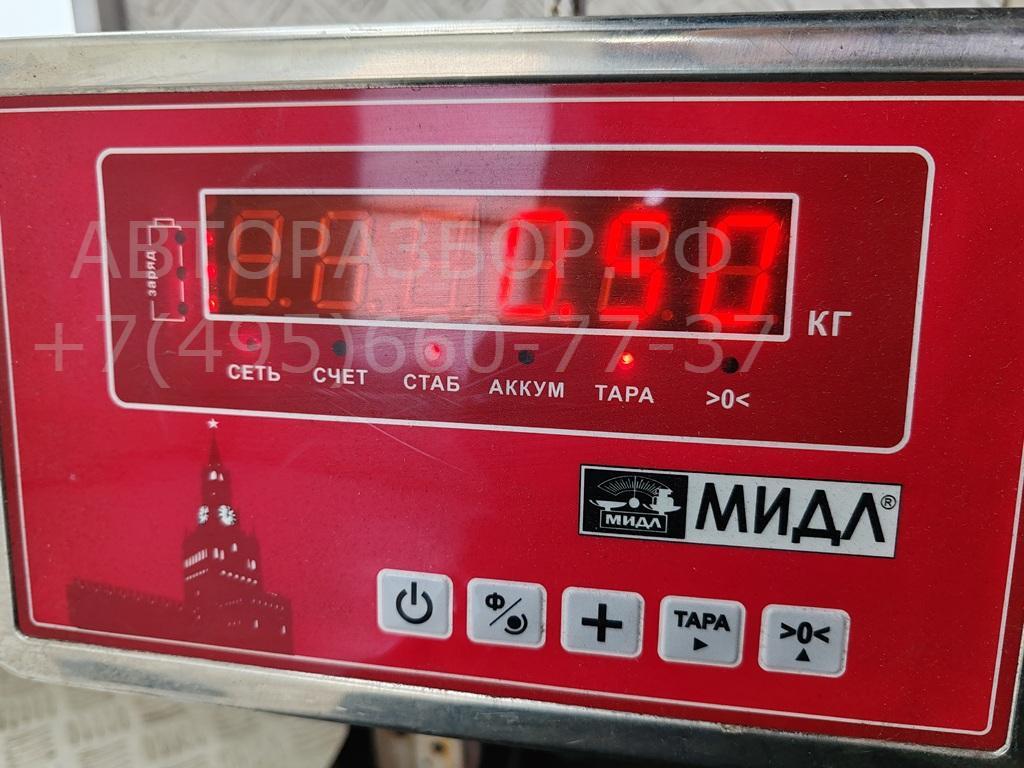 АВТОРАЗБОР.РФ
+7(495)660-77-37
заряд
0.50
КГ
СЕТЬ СЧЕТ СТАБ АККУМ ТАРА >0<
МИДЛ
МИДЛ®
Ф
+
ТАРА
>0<